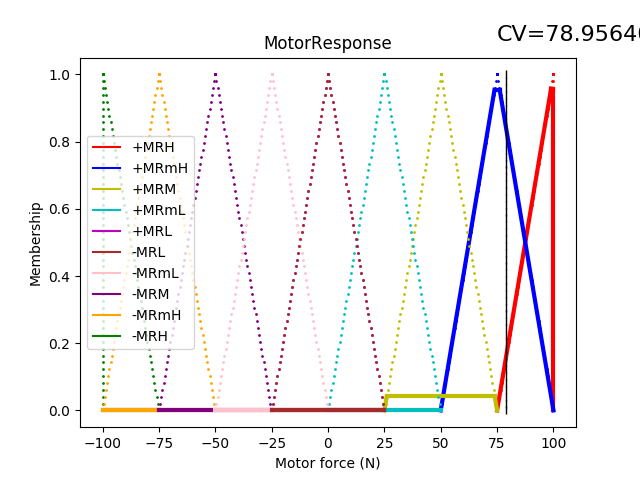 CV=78.9564
MotorResponse
1.0
0.8
0.6
0.4
0.2
0.0
Membership
+MRH
+MRmH
+MRM
+MRmL
+MRL
-MRL
-MRmL
-MRM
-MRmH
-MRH
−100 −75 −50 −25 0 25 50 75 100
Motor force (N)